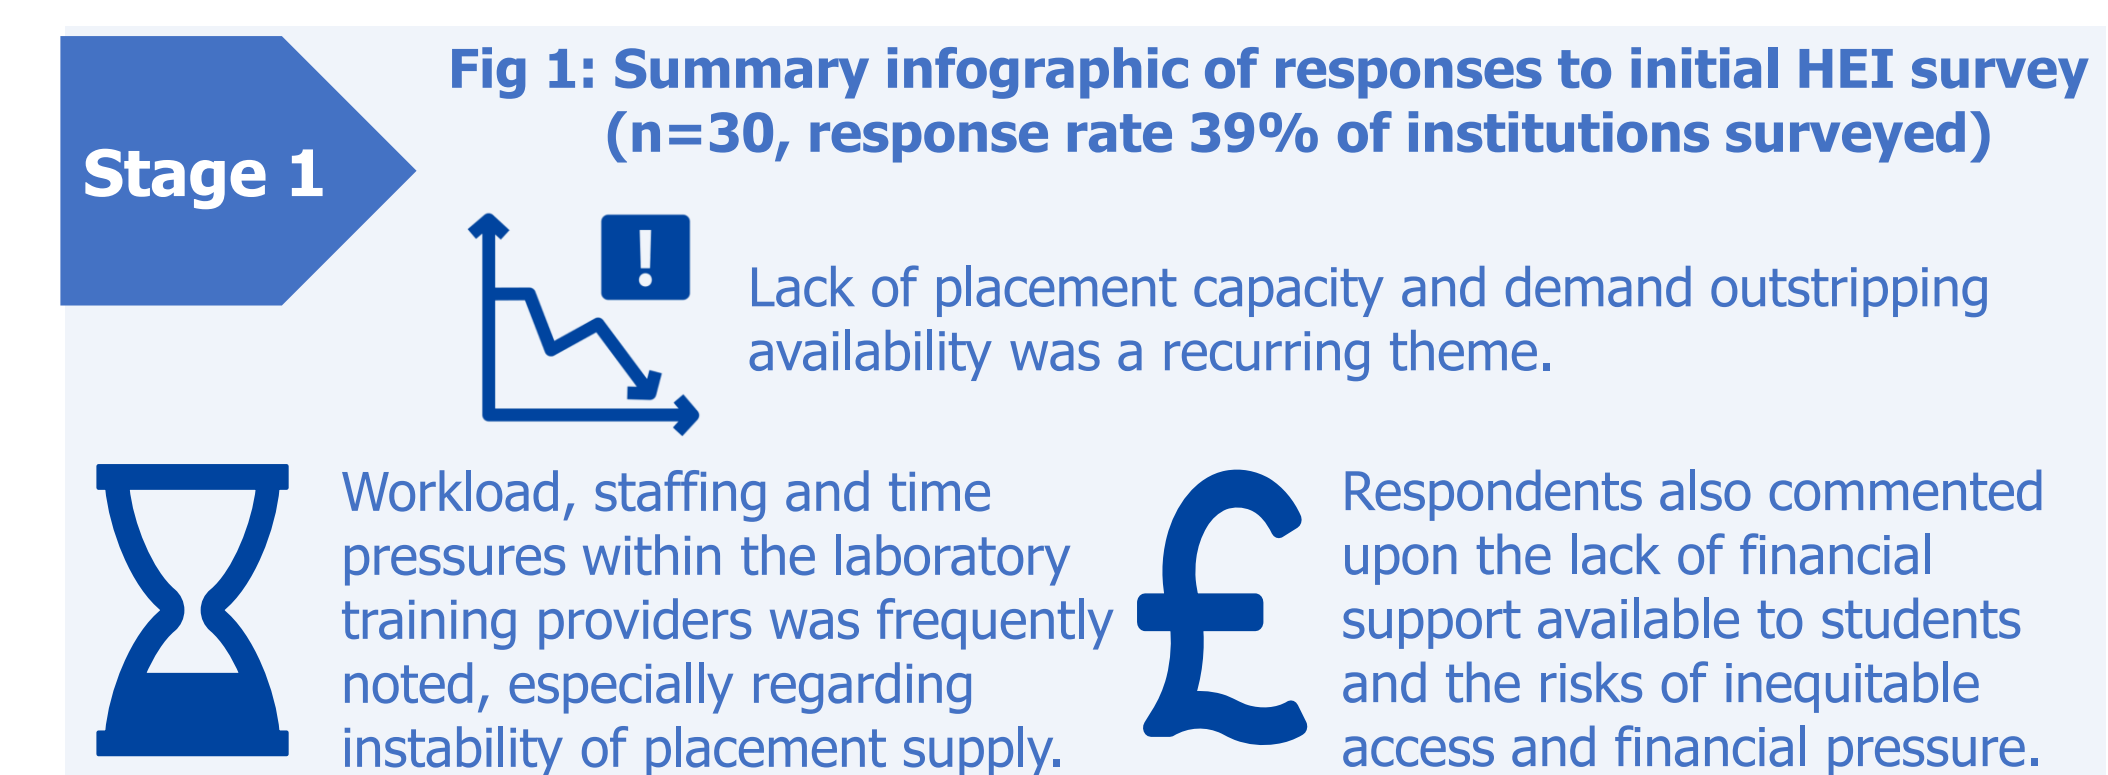 Stage 1
Fig 1: Summary infographic of responses to initial HEI survey
(n=30, response rate 39% of institutions surveyed)
!
Lack of placement capacity and demand outstripping
availability was a recurring theme.
Workload, staffing and time
pressures within the laboratory
training providers was frequently
noted, especially regarding
instability of placement supply.
£
Respondents also commented
upon the lack of financial
support available to students
and the risks of inequitable
access and financial pressure.